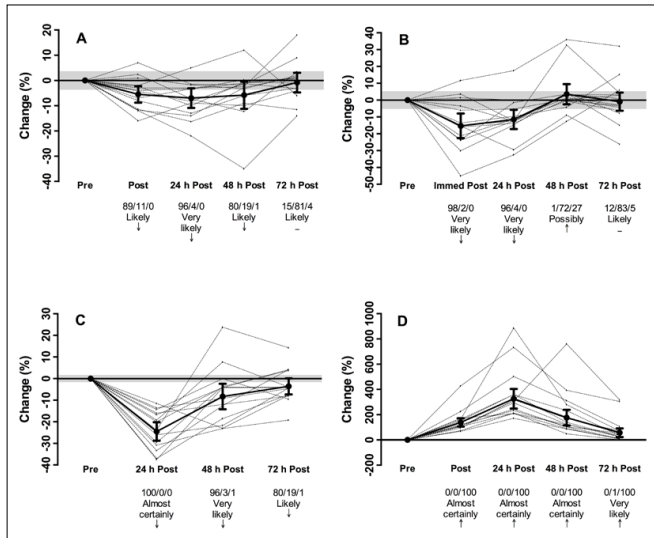 A
Change (%)
20
10
0
-10
-20
-30
-40
Pre
Post
24 h Post
48 h Post
72 h Post
89/11/0
Likely
↓
96/4/0
Very
likely
↓
80/19/1
Likely
↓
15/81/4
Likely
–
B
Change (%)
40
30
20
10
0
-10
-20
-30
-40
-50
Pre
Immed Post
24 h Post
48 h Post
72 h Post
98/2/0
Very
likely
↓
96/4/0
Very
likely
↓
1/72/27
Possibly
↑
12/83/5
Likely
–
C
Change (%)
30
20
10
0
-10
-20
-30
-40
Pre
24 h Post
48 h Post
72 h Post
100/0/0
Almost
certainly
↓
96/3/1
Very
likely
↓
80/19/1
Likely
↓
D
Change (%)
1000
800
600
400
200
0
-200
Pre
Post
24 h Post
48 h Post
72 h Post
0/0/100
Almost
certainly
↑
0/0/100
Almost
certainly
↑
0/0/100
Almost
certainly
↑
0/1/100
Very
likely
↑